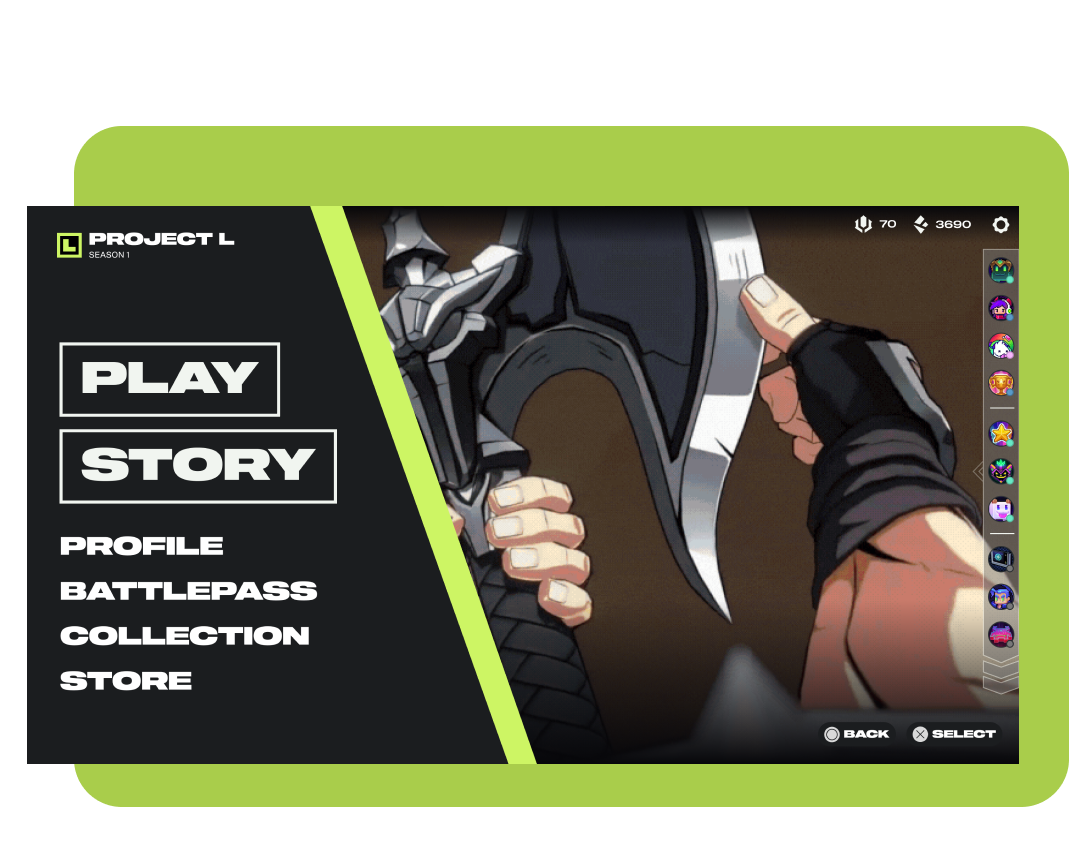 PROJECT L
SEASON 1
70
3690
PLAY
STORY
PROFILE
BATTLEPASS
COLLECTION
STORE
BACK
SELECT